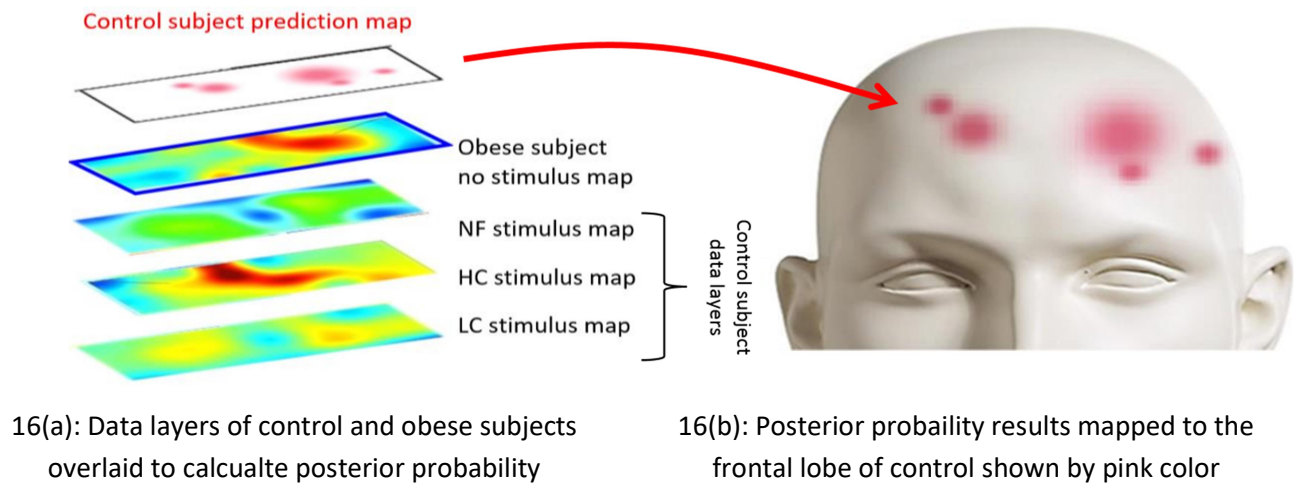 Control subject prediction map
Obese subject
no stimulus map
NF stimulus map
HC stimulus map
LC stimulus map
Control subject
data layers
16(a): Data layers of control and obese subjects
overlaid to calcualte posterior probability
16(b): Posterior probaility results mapped to the
frontal lobe of control shown by pink color